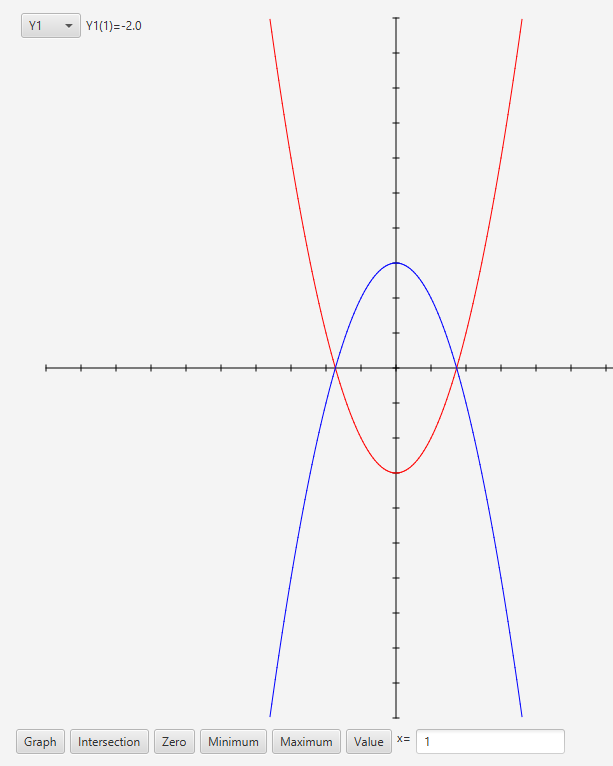 Y1 Y1(1)=-2.0
Graph Intersection Zero Minimum Maximum Value x= 1